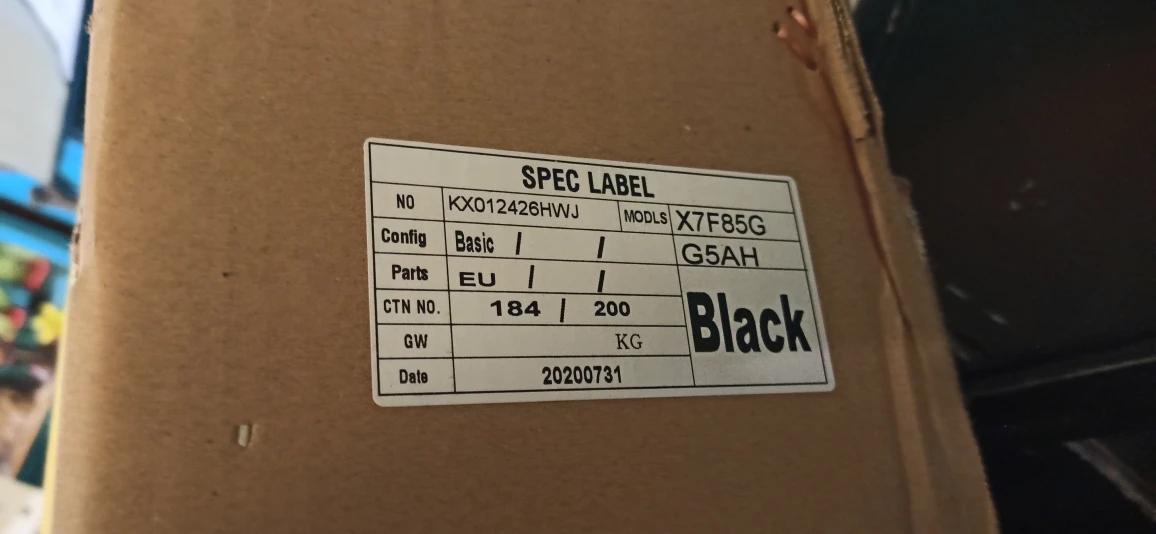 SPEC LABEL
NO KX012426HWJ MODLS X7F85G
Config Basic / / G5AH
Parts EU / /
CTN NO. 184 / 200 Black
GW KG
Date 20200731